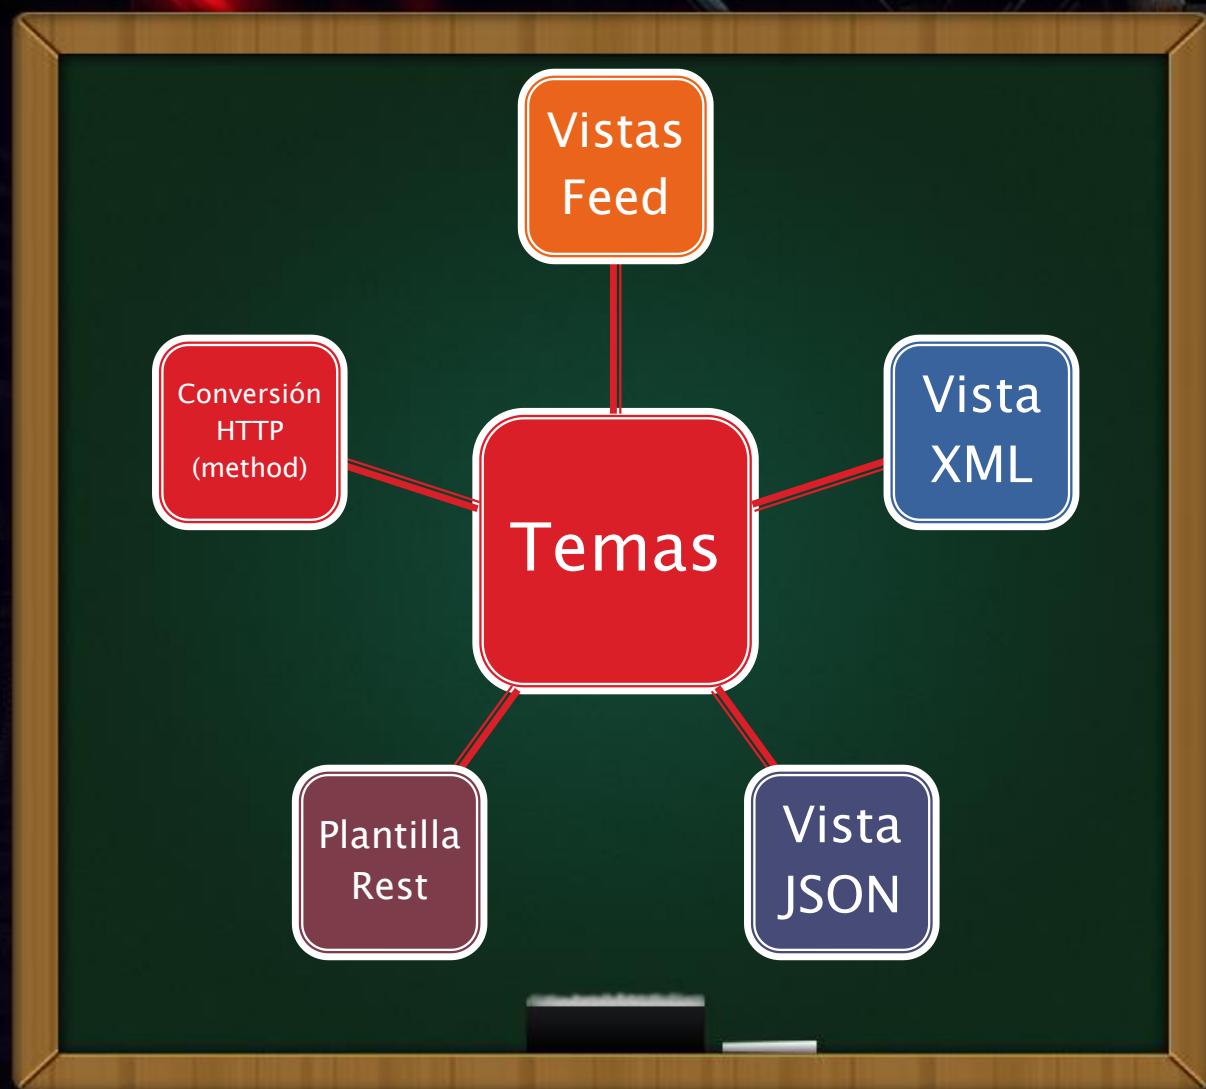 Vistas
Feed
Conversión
HTTP
(method)
Vista
XML
Temas
Plantilla
Rest
Vista
JSON